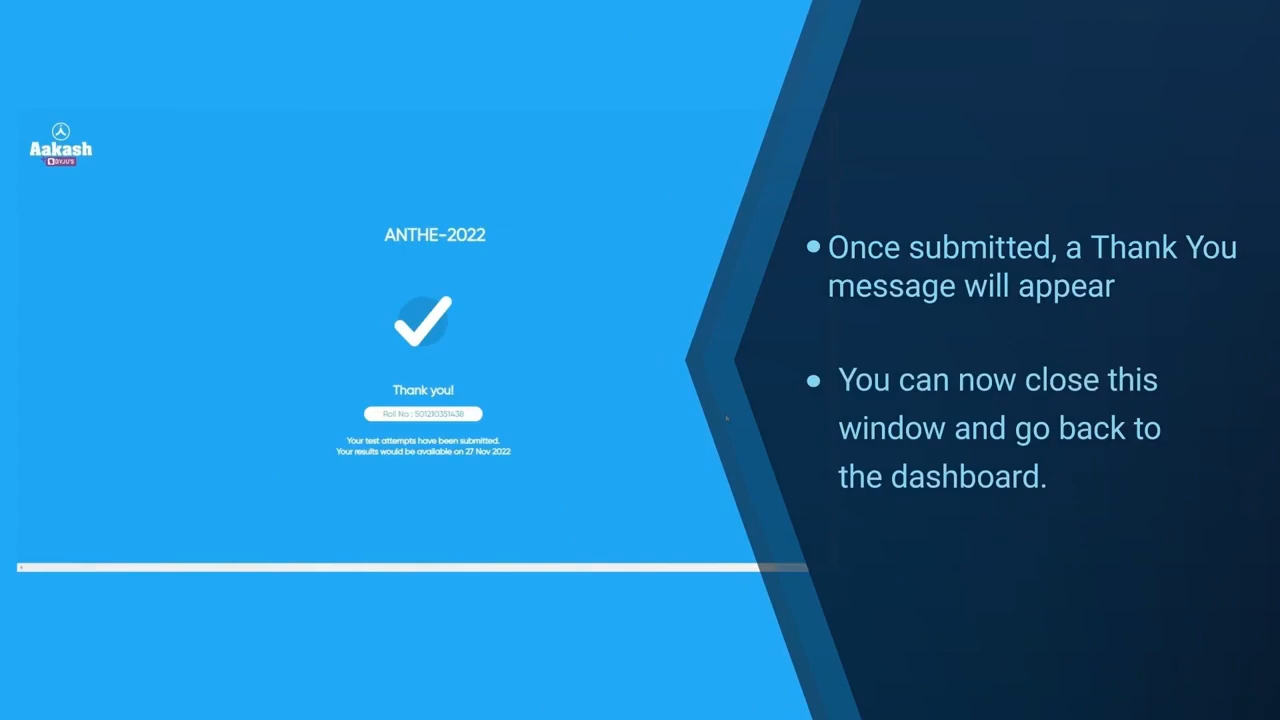 Aakash
BYJU'S
ANTHE-2022
Thank you!
Roll No : 501210351438
Your test attempts have been submitted.
Your results would be available on 27 Nov 2022
• Once submitted, a Thank You
message will appear
• You can now close this
window and go back to
the dashboard.